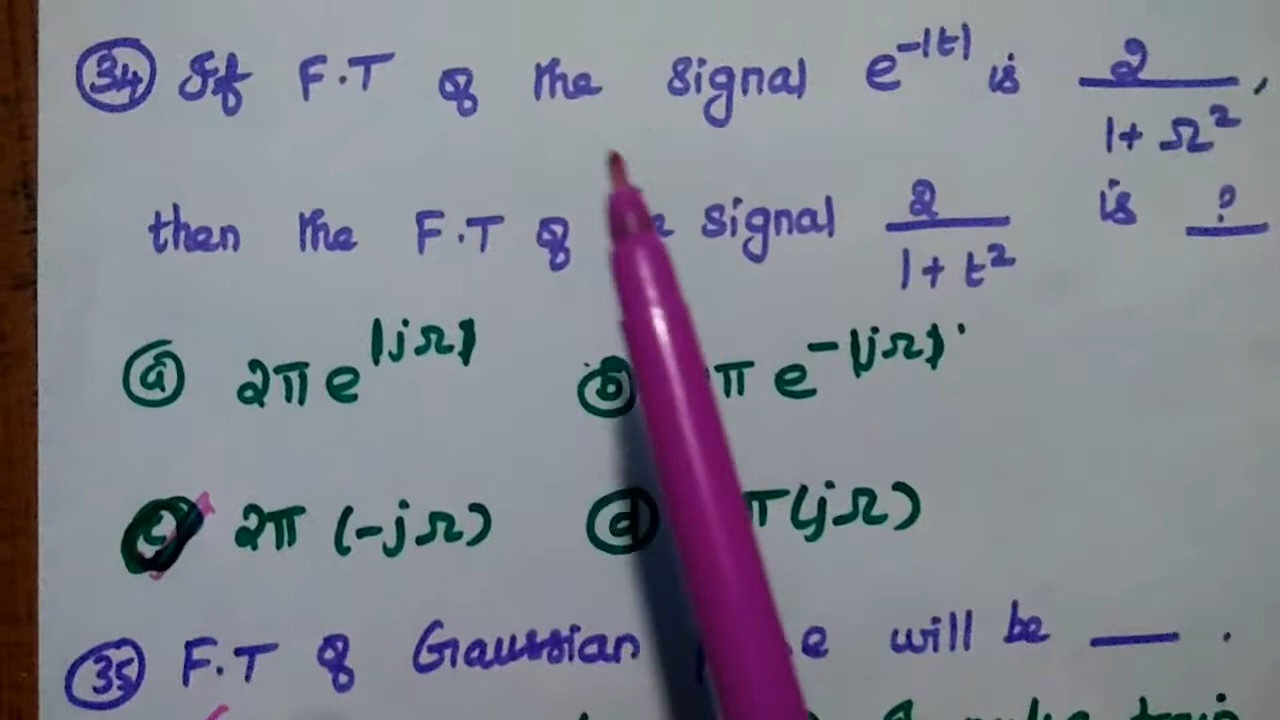 34 If F.T of the signal e^-|t| is 2/(1+Ω²),
then the F.T of signal 2/(1+t²) is ?
a 2π e^|jΩ| b π e^-|jΩ|
c 2π (-jΩ) d π(jΩ)
35 F.T of Gaussian will be __ .